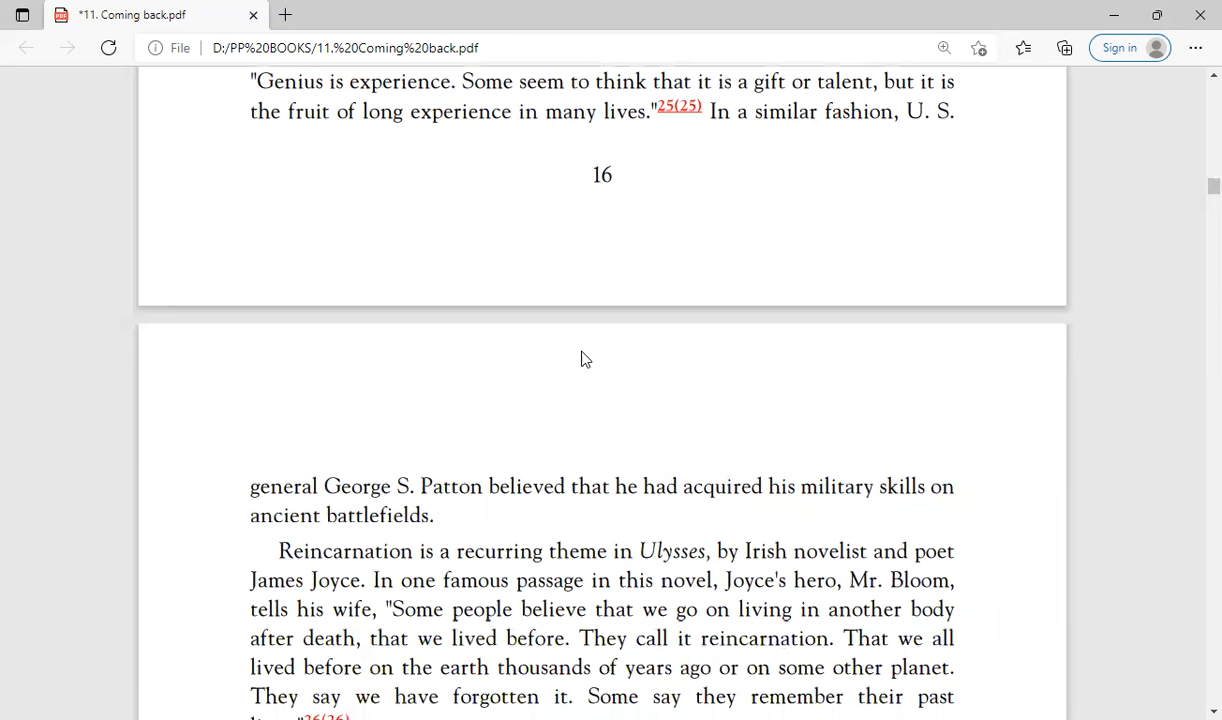 *11. Coming back.pdf
File D:/PP%20BOOKS/11.%20Coming%20back.pdf Sign in
"Genius is experience. Some seem to think that it is a gift or talent, but it is
the fruit of long experience in many lives."25(25) In a similar fashion, U. S.
16
general George S. Patton believed that he had acquired his military skills on
ancient battlefields.
Reincarnation is a recurring theme in Ulysses, by Irish novelist and poet
James Joyce. In one famous passage in this novel, Joyce's hero, Mr. Bloom,
tells his wife, "Some people believe that we go on living in another body
after death, that we lived before. They call it reincarnation. That we all
lived before on the earth thousands of years ago or on some other planet.
They say we have forgotten it. Some say they remember their past
26(26)